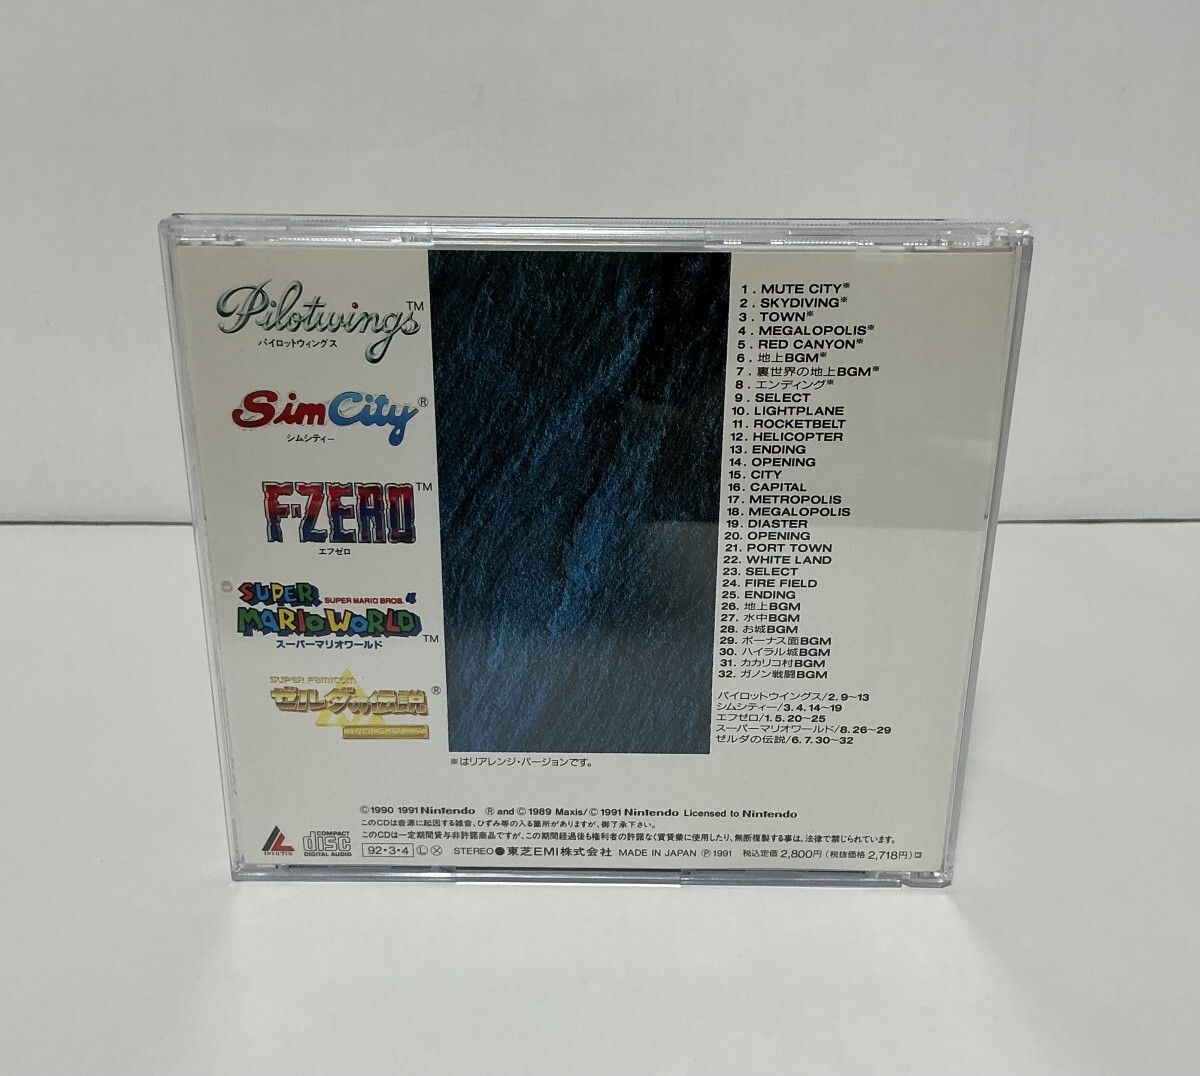 Pilotwings™
パイロットウィングス
SimCity®
シムシティー
F-ZERO™
エフゼロ
SUPER MARIO BROS. 4
SUPER
MARIO WORLD™
スーパーマリオワールド
SUPER FAMICOM
ゼルダの伝説®
1. MUTE CITY※
2. SKYDIVING※
3. TOWN※
4. MEGALOPOLIS※
5. RED CANYON※
6. 地上BGM※
7. 裏世界の地上BGM※
8. エンディング※
9. SELECT
10. LIGHTPLANE
11. ROCKETBELT
12. HELICOPTER
13. ENDING
14. OPENING
15. CITY
16. CAPITAL
17. METROPOLIS
18. MEGALOPOLIS
19. DIASTER
20. OPENING
21. PORT TOWN
22. WHITE LAND
23. SELECT
24. FIRE FIELD
25. ENDING
26. 地上BGM
27. 水中BGM
28. お城BGM
29. ボーナス面BGM
30. ハイラル城BGM
31. カカリコ村BGM
32. ガノン戦闘BGM
パイロットウイングス/2.9~13
シムシティー/3.4.14~19
エフゼロ/1.5.20~25
スーパーマリオワールド/8.26~29
ゼルダの伝説/6.7.30~32
※はリアレンジ・バージョンです。
©1990 1991 Nintendo ® and © 1989 Maxis/© 1991 Nintendo Licensed to Nintendo
このCDは音源に起因する雑音、ひずみ等の入る箇所がありますが、御了承下さい。
このCDは一定期間貸与非許諾商品ですが、この期間経過後も権利者の許諾なく賃貸業に使用したり、無断複製する事は、法律で禁じられています。
INVICTUS
COMPACT disc DIGITAL AUDIO
92・3・4 Ⓛ Ⓧ STEREO ● 東芝EMI株式会社 MADE IN JAPAN ℗ 1991 税込定価 2,800円 (税抜価格 2,718円)